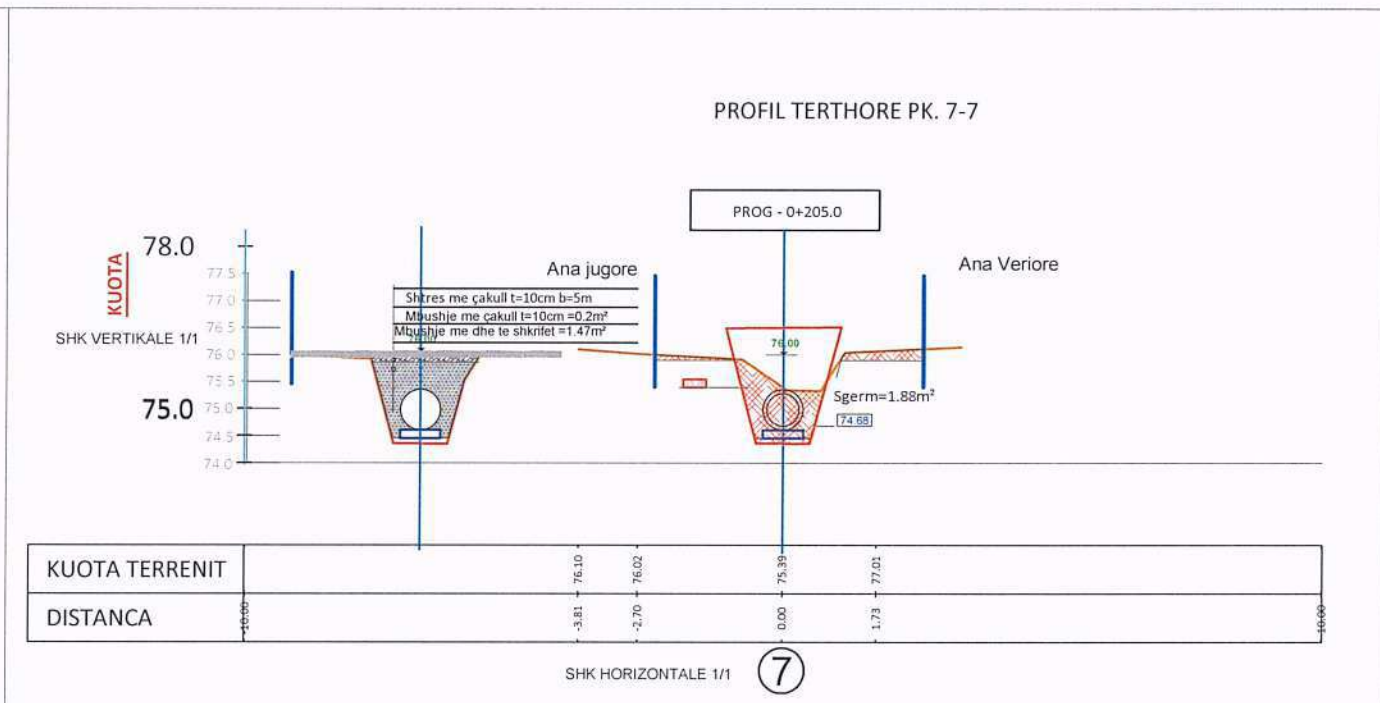 PROFIL TERTHORE PK. 7-7
PROG - 0+205.0
KUOTA
78.0
77.5
77.0
76.5
SHK VERTIKALE 1/1
76.0
75.5
75.0
74.5
74.0
Ana jugore
Ana Veriore
Shtres me çakull t=10cm b=5m
Mbushje me çakull t=10cm =0.2m²
Mbushje me dhe te shkrifet =1.47m²
76.00
76.00
Sgerm=1.88m²
74.68
KUOTA TERRENIT
76.10
76.02
75.39
77.01
DISTANCA
-10.00
-3.81
-2.70
0.00
1.73
10.00
SHK HORIZONTALE 1/1
7